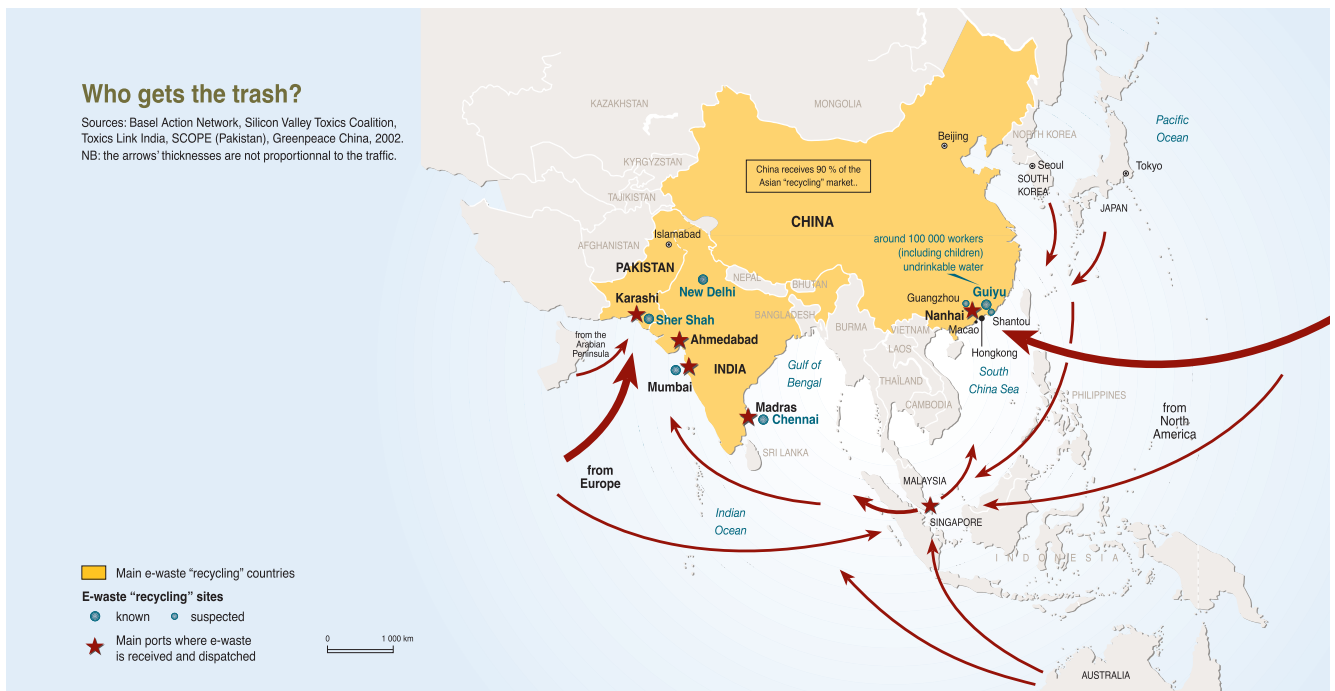 Who gets the trash?
Sources: Basel Action Network, Silicon Valley Toxics Coalition,
Toxics Link India, SCOPE (Pakistan), Greenpeace China, 2002.
NB: the arrows' thicknesses are not proportionnal to the traffic.
KAZAKHSTAN
MONGOLIA
Pacific
Ocean
Beijing
NORTH KOREA
KYRGYZSTAN
Seoul
Tokyo
China receives 90 % of the
Asian “recycling” market..
SOUTH
KOREA
TAJIKISTAN
JAPAN
CHINA
Islamabad
AFGHANISTAN
around 100 000 workers
(including children)
undrinkable water
PAKISTAN
NEPAL
BHUTAN
New Delhi
Guiyu
Karashi
Guangzhou
Nanhai
Sher Shah
BANGLADESH
BURMA
VIETNAM
Macao
Shantou
from the
Arabian
Peninsula
Ahmedabad
LAOS
Hongkong
INDIA
Gulf of
Bengal
South
China Sea
Mumbai
THAÏLAND
CAMBODIA
PHILIPPINES
Madras
Chennai
from
North
America
SRI LANKA
from
Europe
MALAYSIA
Indian
Ocean
SINGAPORE
INDONESIA
Main e-waste “recycling” countries
E-waste “recycling” sites
known
suspected
Main ports where e-waste
is received and dispatched
0 1 000 km
AUSTRALIA